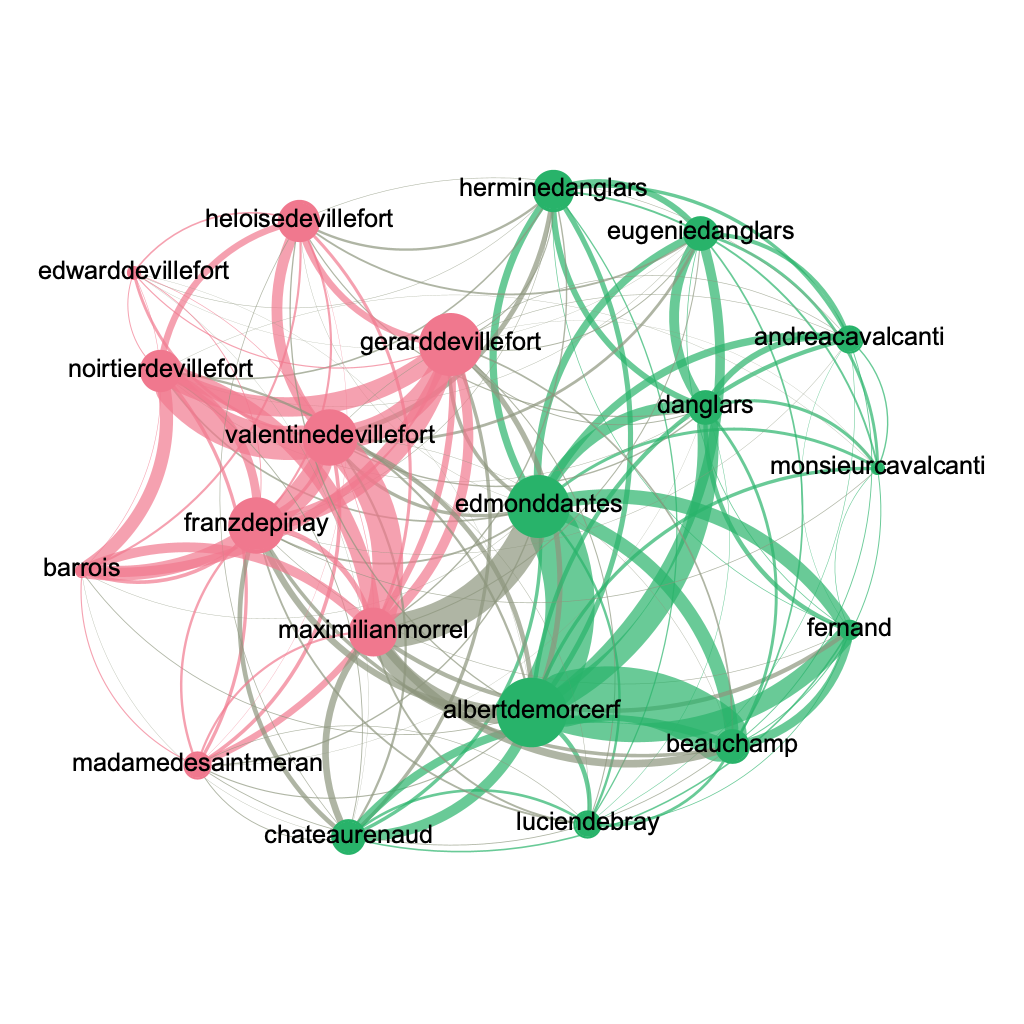 herminedanglars
heloisedevillefort
eugeniedanglars
edwarddevillefort
andreacavalcanti
gerarddevillefort
noirtierdevillefort
danglars
valentinedevillefort
monsieurcavalcanti
edmonddantes
franzdepinay
barrois
fernand
maximilianmorrel
albertdemorcerf
beauchamp
madamedesaintmeran
luciendebray
chateaurenaud